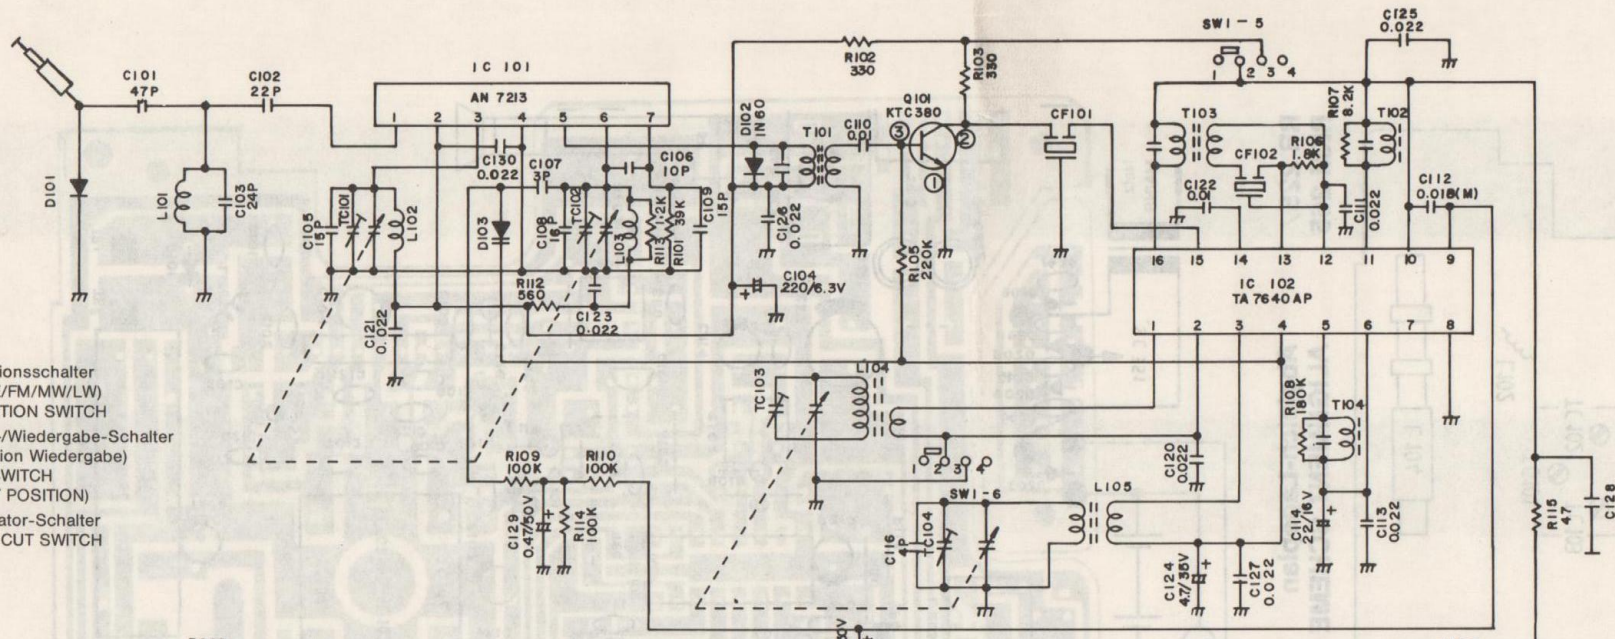 C125
0.022
SW1-5
1 2 3 4
R102
330
R103
330
IC 101
AN 7213
1 2 3 4 5 6 7
C101
47P
C102
22P
D101
L101
C103
24P
C105
15P
TC101
L102
C121
0.022
C130
0.022
C107
3P
D103
C108
16P
TC102
C106
10P
L103
R113
1.2K
R101
39K
C109
15P
R112
560
C123
0.022
D102
1N60
T101
C110
0.01
C126
0.022
C104
220/6.3V
Q101
KTC380
3
2
1
R105
220K
CF101
T103
R107
8.2K
T102
R106
1.8K
CF102
C122
0.01
C111
0.022
C112
0.018(M)
16 15 14 13 12 11 10 9
IC 102
TA7640AP
1 2 3 4 5 6 7 8
ionsschalter
/FM/MW/LW)
TION SWITCH
-/Wiedergabe-Schalter
ion Wiedergabe)
WITCH
POSITION)
ator-Schalter
CUT SWITCH
TC103
L104
R108
180K
T104
1 2 3 4
SW1-6
C120
0.022
R109
100K
R110
100K
C129
0.47/50V
R114
100K
C116
4P
TC104
L105
C124
4.7/35V
C127
0.022
C114
22/16V
C113
0.022
R115
47
C128